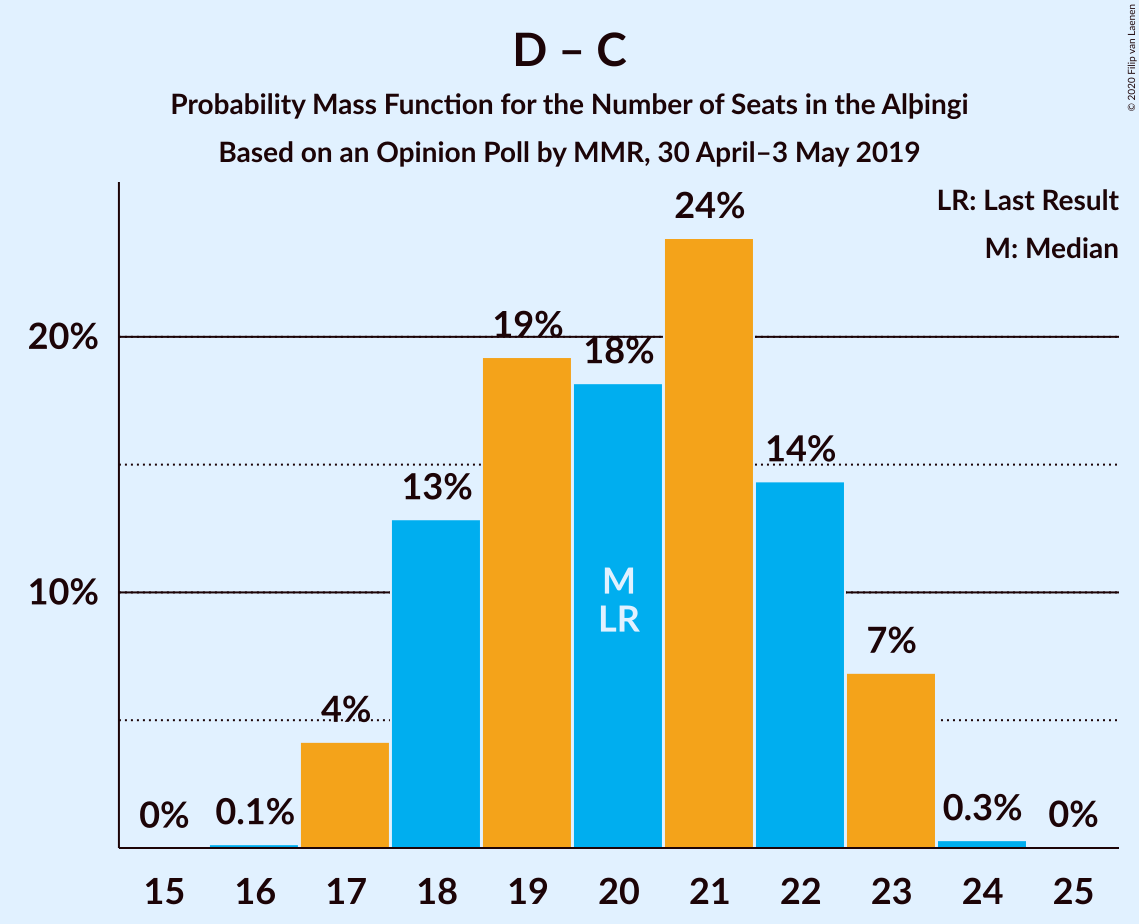 D – C
Probability Mass Function for the Number of Seats in the Alþingi
Based on an Opinion Poll by MMR, 30 April–3 May 2019
© 2020 Filip van Laenen
LR: Last Result
M: Median
24%
19%
18%
20%
14%
13%
M
LR
10%
7%
4%
0%
0.1%
0.3%
0%
15 16 17 18 19 20 21 22 23 24 25